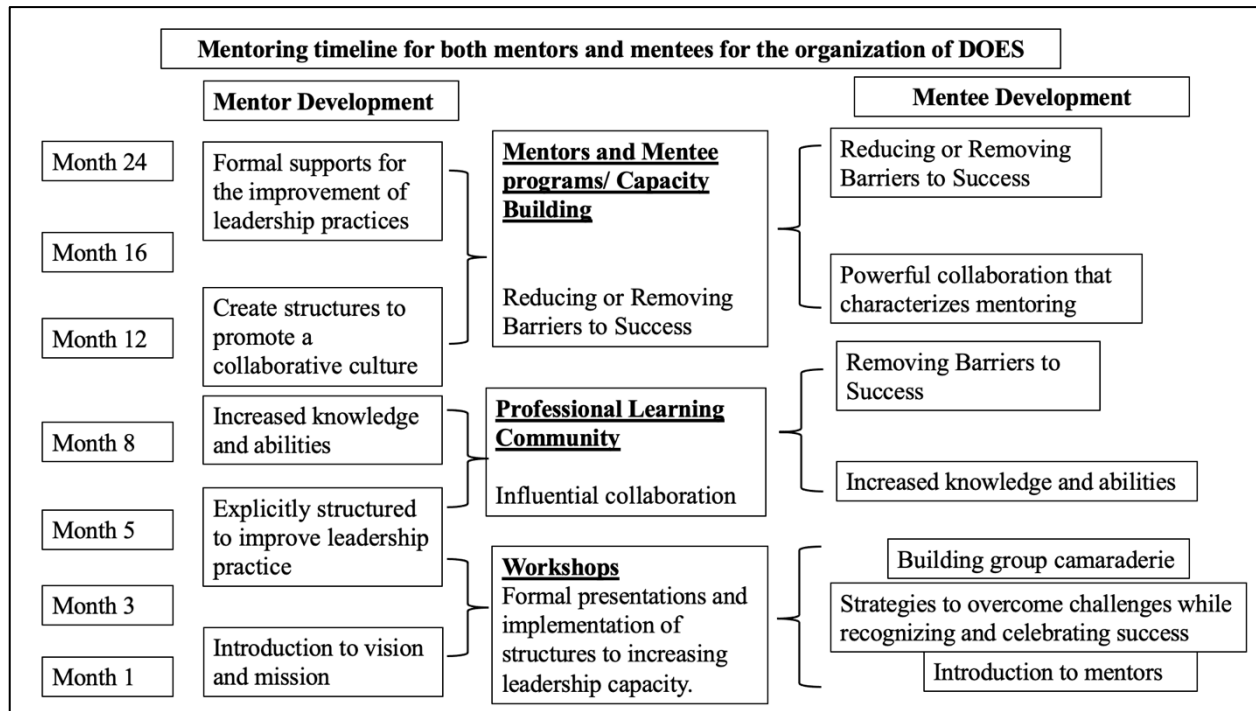 Mentoring timeline for both mentors and mentees for the organization of DOES
Mentor Development
Mentee Development
Month 24
Month 16
Month 12
Month 8
Month 5
Month 3
Month 1
Formal supports for
the improvement of
leadership practices
Create structures to
promote a
collaborative culture
Increased knowledge
and abilities
Explicitly structured
to improve leadership
practice
Introduction to vision
and mission
Mentors and Mentee
programs/ Capacity
Building
Reducing or Removing
Barriers to Success
Professional Learning
Community
Influential collaboration
Workshops
Formal presentations and
implementation of
structures to increasing
leadership capacity.
Reducing or Removing
Barriers to Success
Powerful collaboration that
characterizes mentoring
Removing Barriers to
Success
Increased knowledge and abilities
Building group camaraderie
Strategies to overcome challenges while
recognizing and celebrating success
Introduction to mentors